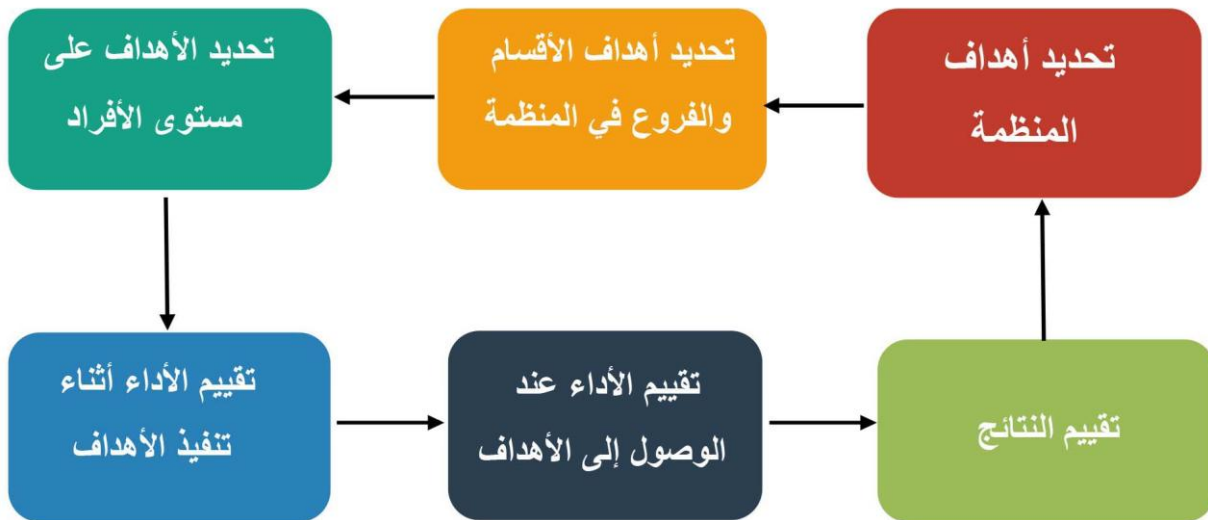 تحديد أهداف
المنظمة
تحديد أهداف الأقسام
والفروع في المنظمة
تحديد الأهداف على
مستوى الأفراد
تقييم الأداء أثناء
تنفيذ الأهداف
تقييم الأداء عند
الوصول إلى الأهداف
تقييم النتائج